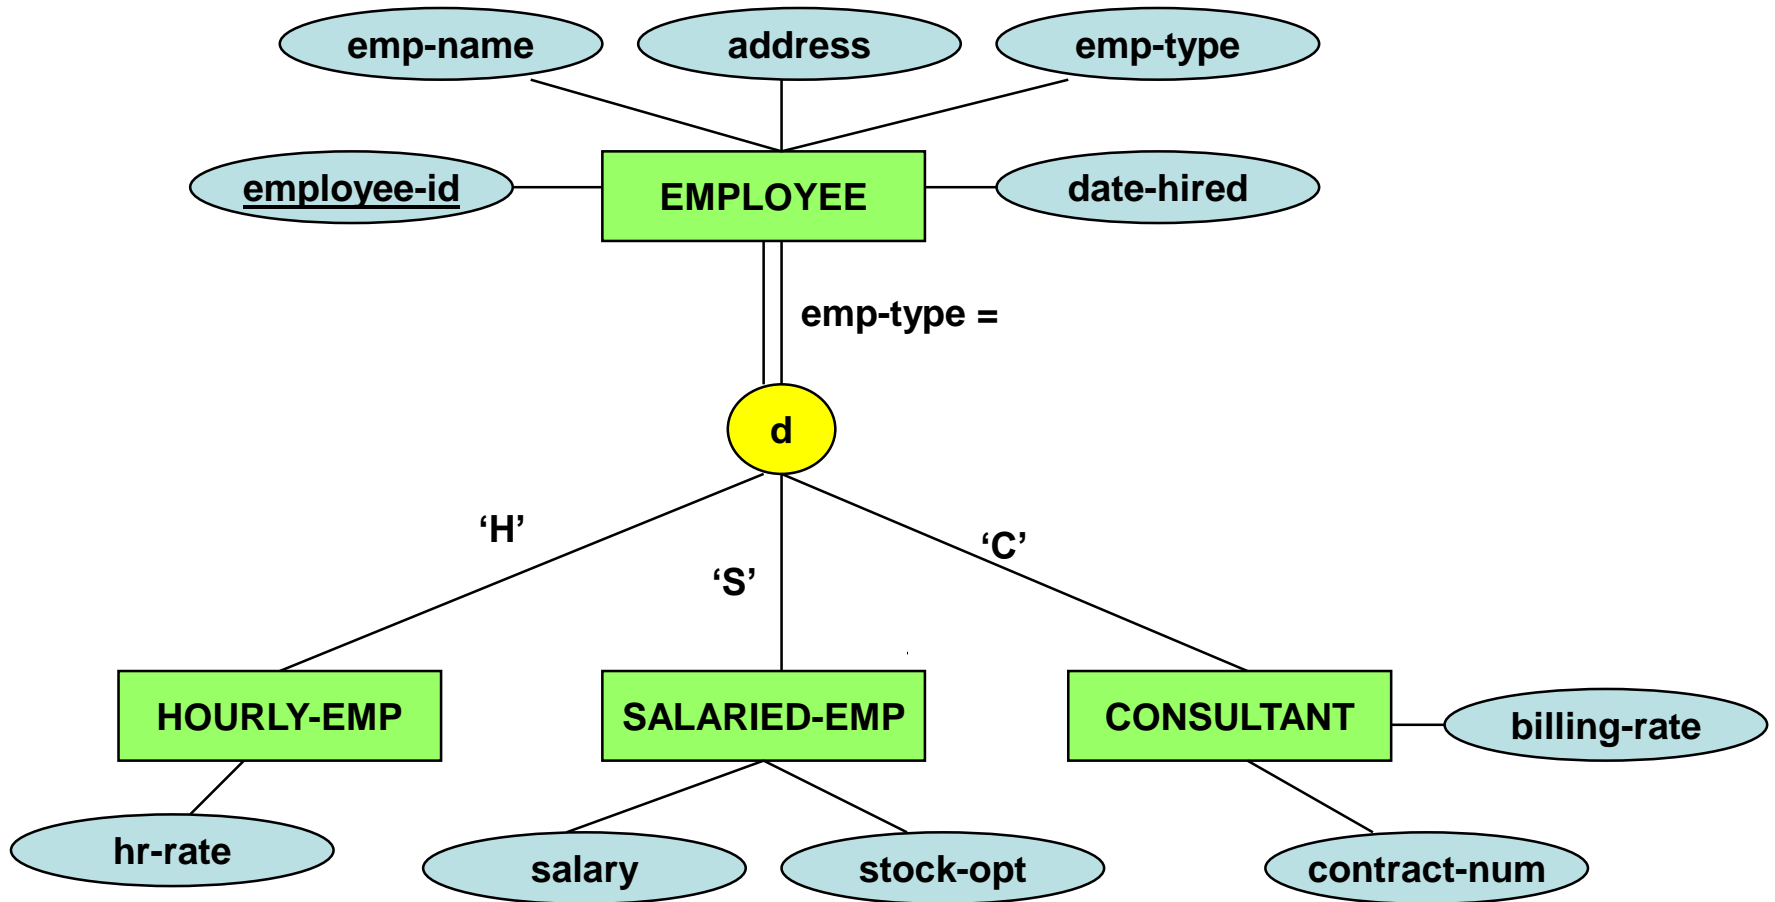 emp-name
address
emp-type
employee-id
EMPLOYEE
date-hired
emp-type =
d
‘H’
‘S’
‘C’
HOURLY-EMP
SALARIED-EMP
CONSULTANT
billing-rate
hr-rate
salary
stock-opt
contract-num